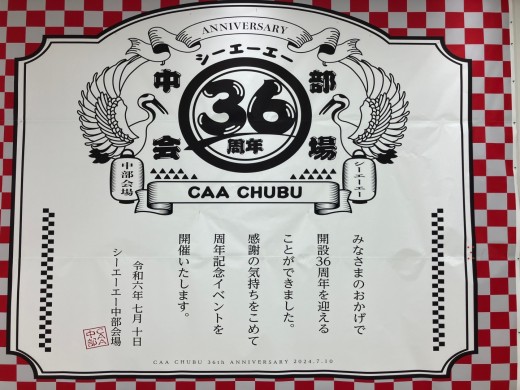 ANNIVERSARY
シーエーエー
中部
会場
36
周年
中部会場
シーエーエー
CAA CHUBU
みなさまのおかげで
開設36周年を迎える
ことができました。
感謝の気持ちをこめて
周年記念イベントを
開催いたします。
令和六年七月十日
シーエーエー中部会場
CAA
中部
CAA CHUBU 36th ANNIVERSARY 2024.7.10